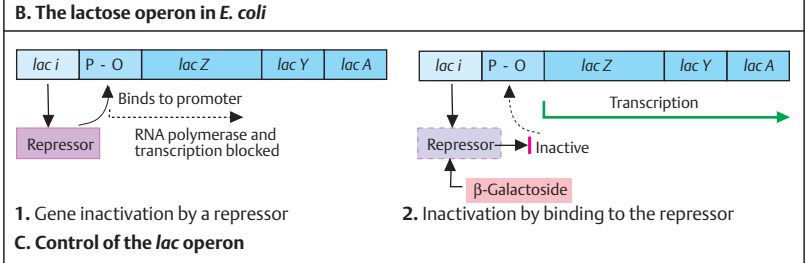 B. The lactose operon in E. coli
lac i P - O lac Z lac Y lac A
Binds to promoter
Repressor
RNA polymerase and
transcription blocked
1. Gene inactivation by a repressor
lac i P - O lac Z lac Y lac A
Transcription
Repressor
Inactive
β-Galactoside
2. Inactivation by binding to the repressor
C. Control of the lac operon